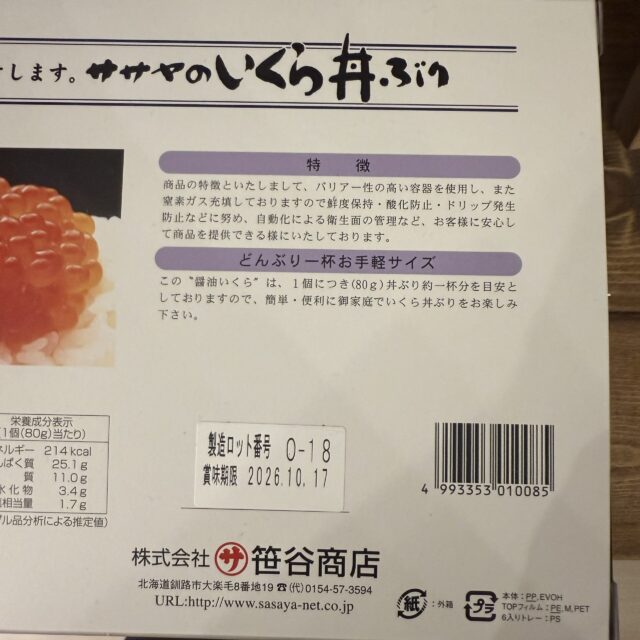 します。ササヤのいくら丼ぶり
特 徴
商品の特徴といたしまして、バリアー性の高い容器を使用し、また
窒素ガス充填しておりますので鮮度保持・酸化防止・ドリップ発生
防止などに努め、自動化による衛生面の管理など、お客様に安心し
て商品を提供できる様にいたしております。
どんぶり一杯お手軽サイズ
この〝醤油いくら〟は、1個につき(80g)丼ぶり約一杯分を目安と
しておりますので、簡単・便利に御家庭でいくら丼ぶりをお楽しみ
下さい。
栄養成分表示
1個(80g)当たり)
ネルギー 214kcal
んぱく質 25.1g
質 11.0g
水化物 3.4g
相当量 1.7g
プル品分析による推定値)
製造ロット番号 O-18
賞味期限 2026.10.17
4 993353 010085
株式会社 サ 笹谷商店
北海道釧路市大楽毛8番地19 ☎(代)0154-57-3594
URL:http://www.sasaya-net.co.jp
紙 :外箱
プラ
本体:PP,EVOH
TOPフィルム:PE,M,PET
6入りトレー:PS